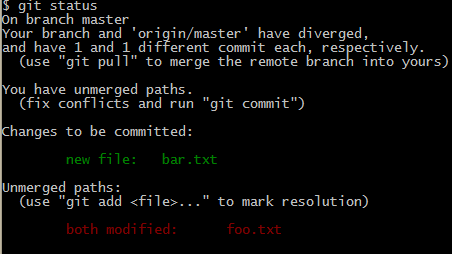 $ git status
On branch master
Your branch and 'origin/master' have diverged,
and have 1 and 1 different commit each, respectively.
  (use "git pull" to merge the remote branch into yours)

You have unmerged paths.
  (fix conflicts and run "git commit")

Changes to be committed:

        new file:   bar.txt

Unmerged paths:
  (use "git add <file>..." to mark resolution)

        both modified:      foo.txt